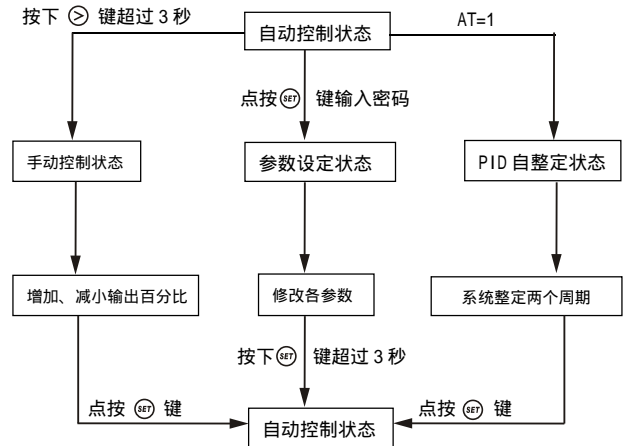 按下 > 键超过 3 秒
自动控制状态
AT=1
点按 SET 键输入密码
手动控制状态
参数设定状态
PID 自整定状态
增加、减小输出百分比
修改各参数
系统整定两个周期
按下 SET 键超过 3 秒
点按 SET 键
点按 SET 键
自动控制状态